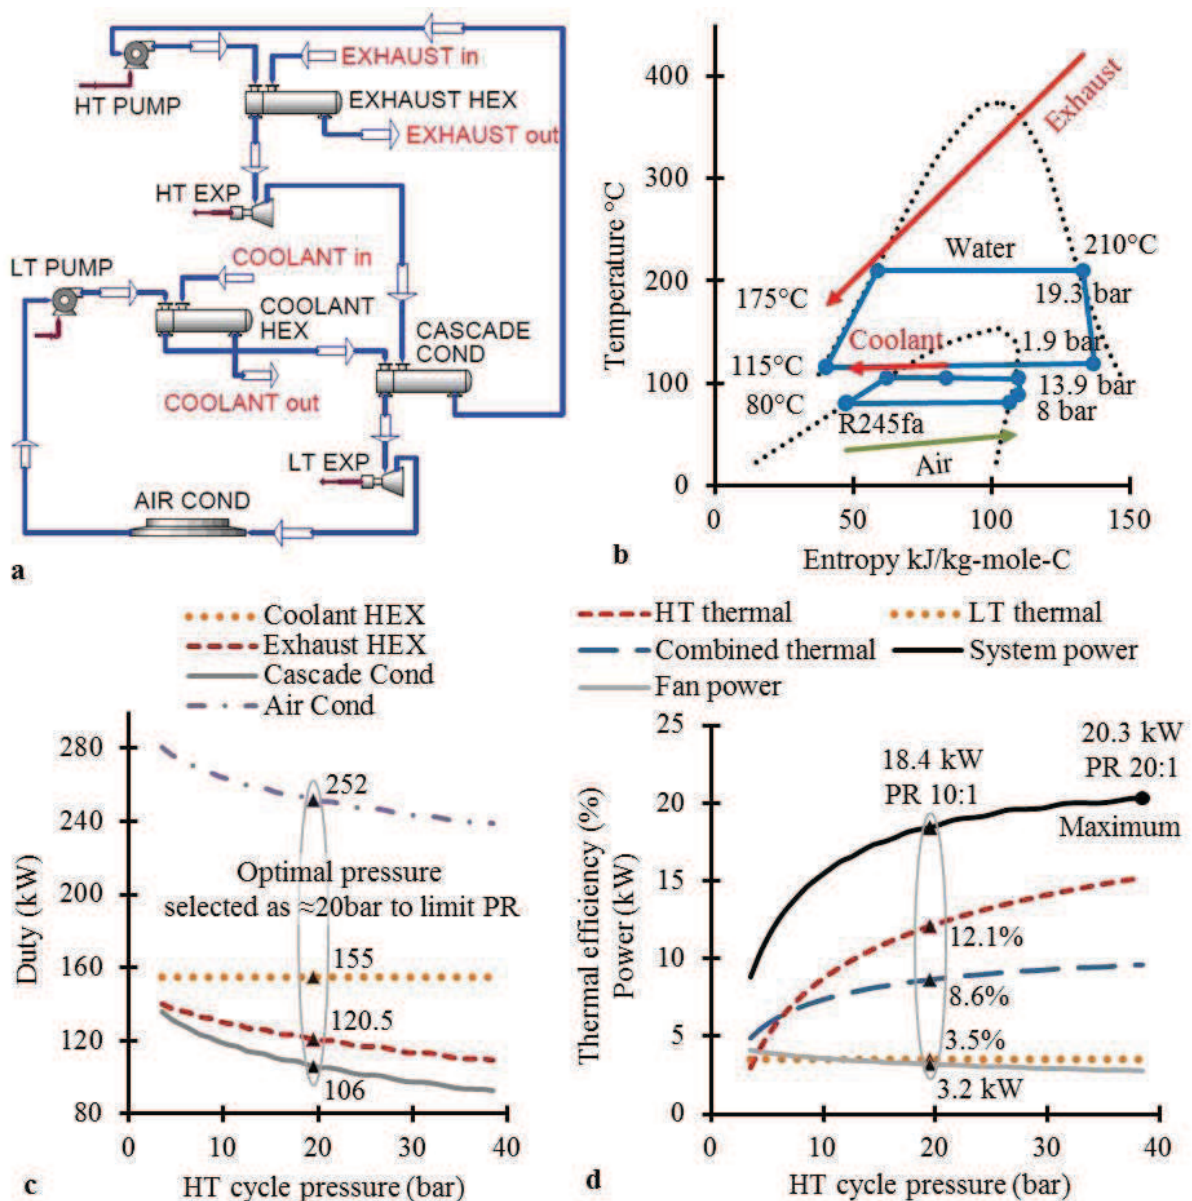 EXHAUST in
HT PUMP
EXHAUST HEX
EXHAUST out
HT EXP
COOLANT in
LT PUMP
COOLANT
HEX
CASCADE
COND
COOLANT out
LT EXP
AIR COND
a
Temperature °C
400
300
200
100
0
0
50
100
150
Entropy kJ/kg-mole-C
Exhaust
Water
210°C
19.3 bar
175°C
1.9 bar
Coolant
115°C
13.9 bar
80°C
8 bar
R245fa
Air
b
Coolant HEX
Exhaust HEX
Cascade Cond
Air Cond
Duty (kW)
280
240
200
160
120
80
0
10
20
30
40
HT cycle pressure (bar)
252
Optimal pressure
selected as ≈20bar to limit PR
155
120.5
106
c
HT thermal
LT thermal
Combined thermal
System power
Fan power
Thermal efficiency (%)
Power (kW)
25
20
15
10
5
0
0
10
20
30
40
HT cycle pressure (bar)
18.4 kW
PR 10:1
20.3 kW
PR 20:1
Maximum
12.1%
8.6%
3.5%
3.2 kW
d